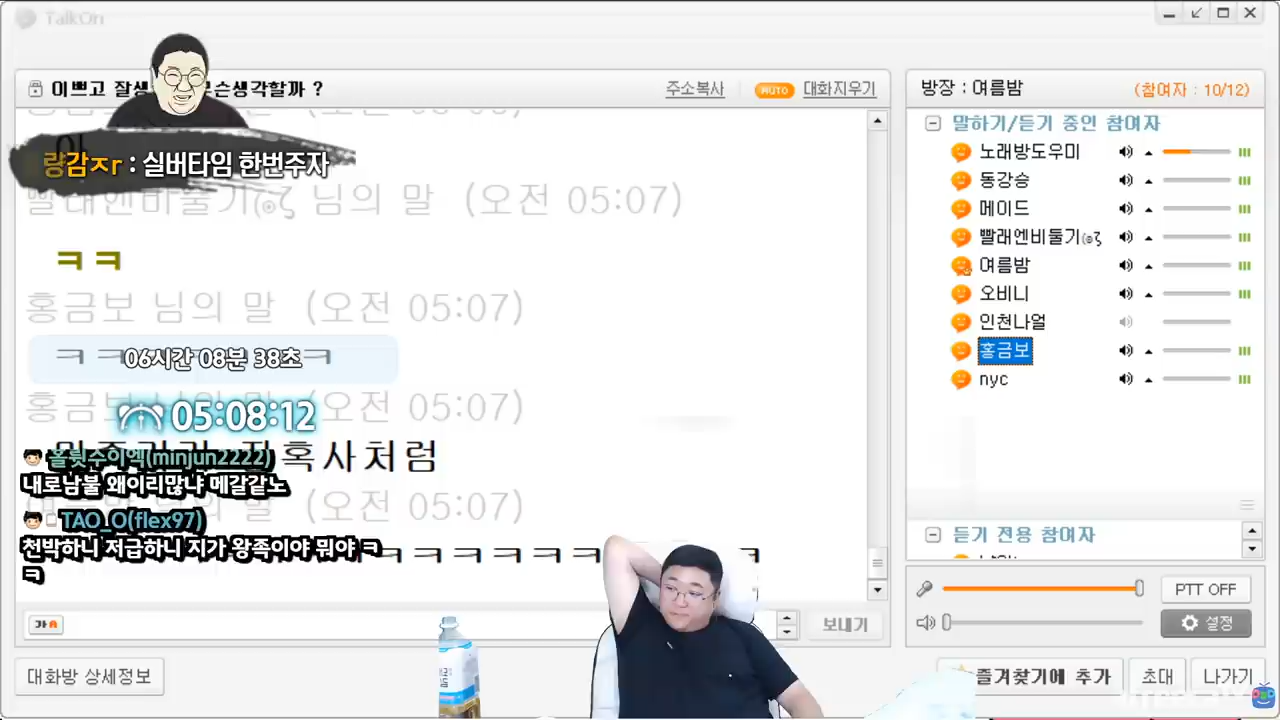 TalkOn
이쁘고 잘생
슨생각할까 ?
주소복사
AUTO
대화지우기
량감ㅈr : 실버타임 한번주자
빨래엔비둘기 님의 말 (오전 05:07)
ㅋㅋ
홍금보 님의 말 (오전 05:07)
06시간 08분 38초
05:08:12
(오전 05:07)
혹사처럼
홀륏수이엑(minjun2222)
내로남불 왜이리많냐 메갈같노
님의 말 (오전 05:07)
TAO_O(flex97)
천박하니 저급하니 지가 왕족이야 뭐야 ㅋ
ㅋ
ㅋㅋㅋㅋㅋㅋ
가
보내기
대화방 상세정보
방장 : 여름밤
(참여자 : 10/12)
말하기/듣기 중인 참여자
노래방도우미
동강승
메이드
빨래엔비둘기
여름밤
오비니
인천나얼
홍금보
nyc
듣기 전용 참여자
PTT OFF
설정
즐겨찾기에 추가
초대
나가기